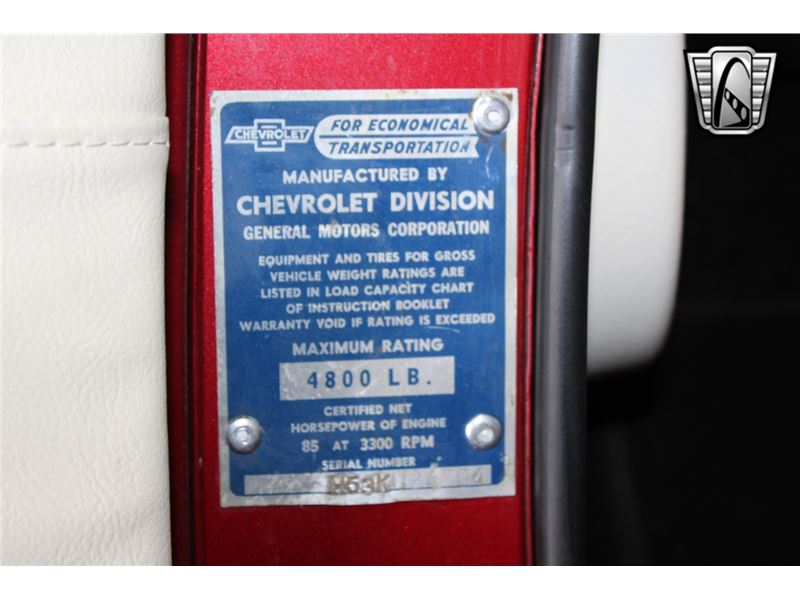 CHEVROLET
FOR ECONOMICAL
TRANSPORTATION
MANUFACTURED BY
CHEVROLET DIVISION
GENERAL MOTORS CORPORATION
EQUIPMENT AND TIRES FOR GROSS
VEHICLE WEIGHT RATINGS ARE
LISTED IN LOAD CAPACITY CHART
OF INSTRUCTION BOOKLET
WARRANTY VOID IF RATING IS EXCEEDED
MAXIMUM RATING
4800 LB.
CERTIFIED NET
HORSEPOWER OF ENGINE
85 AT 3300 RPM
SERIAL NUMBER
H53K